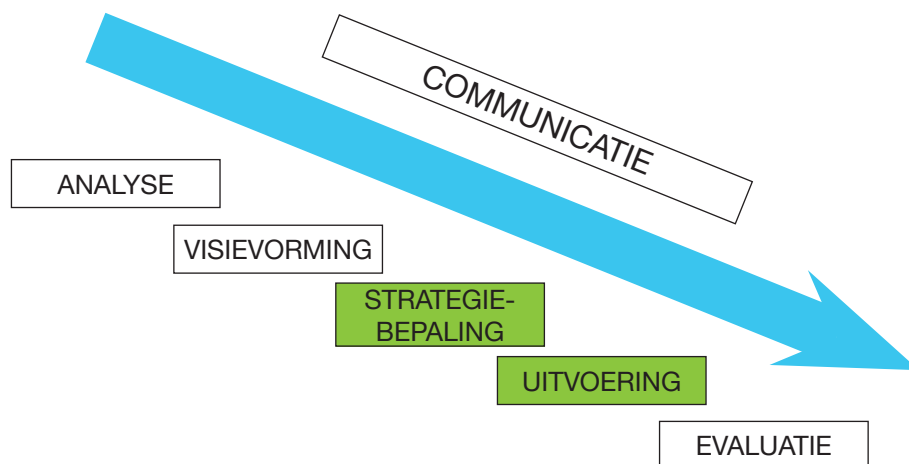 COMMUNICATIE
ANALYSE
VISIEVORMING
STRATEGIE-
BEPALING
UITVOERING
EVALUATIE